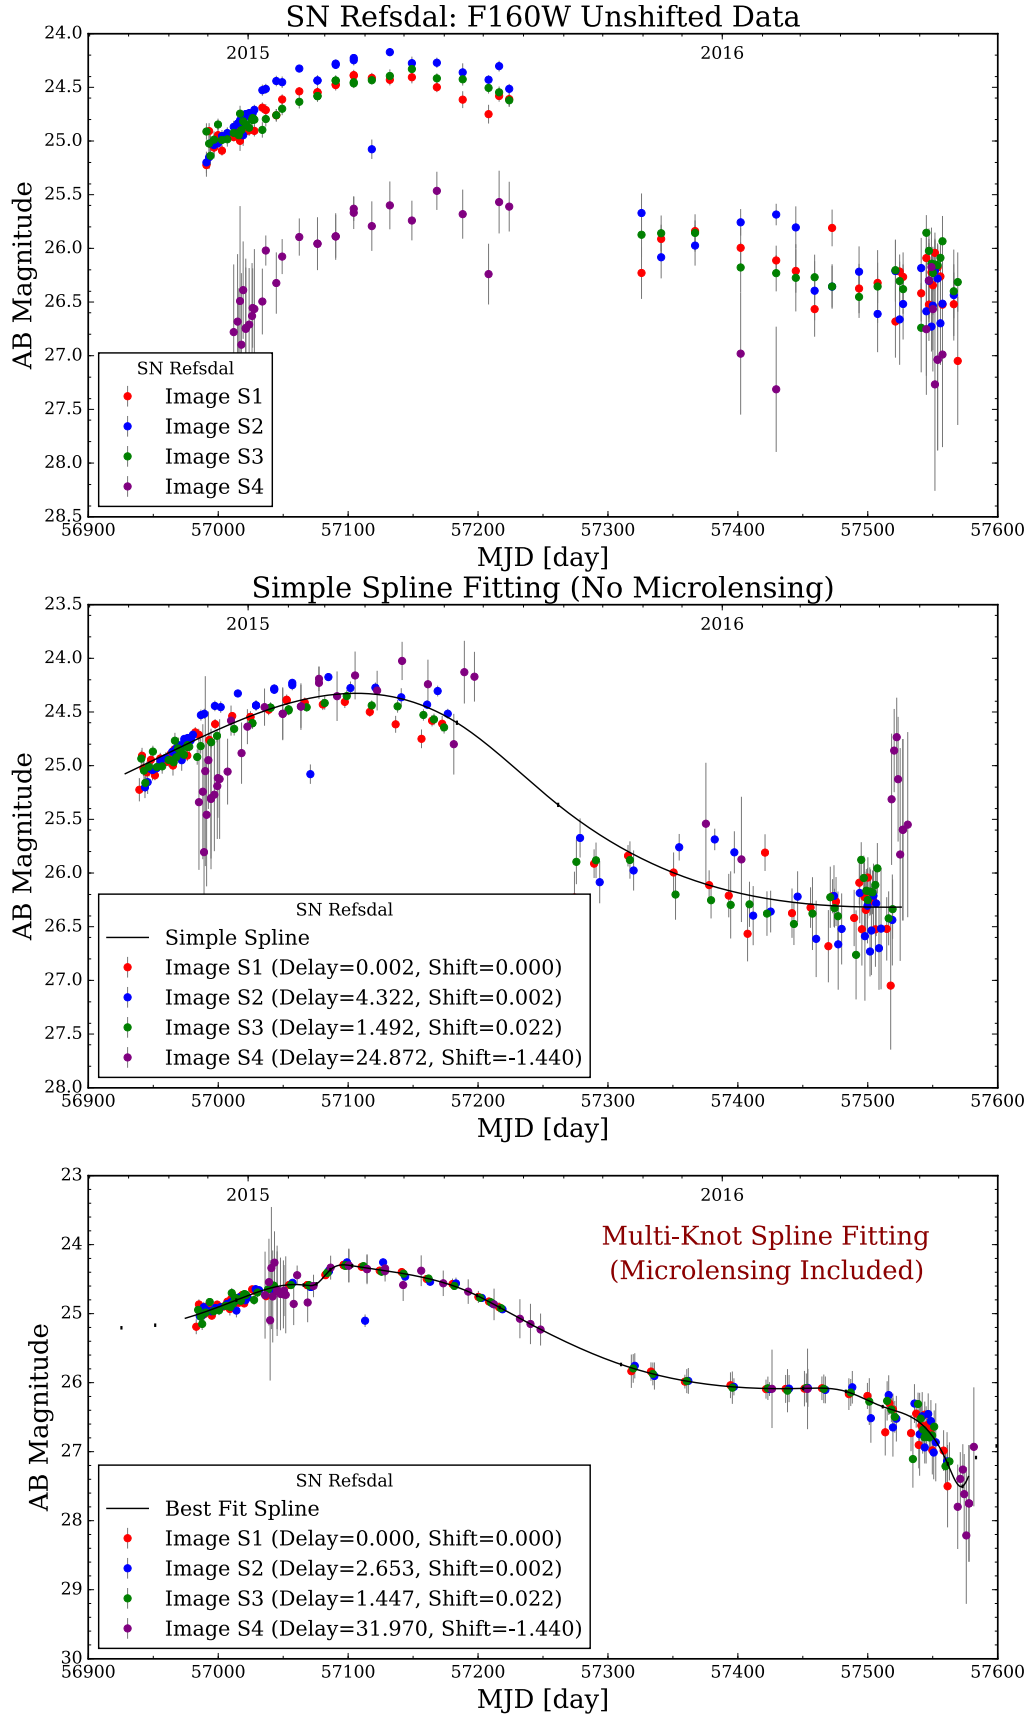 SN Refsdal: F160W Unshifted Data
2015 2016
24.0
24.5
25.0
25.5
26.0
26.5
27.0
27.5
28.0
28.5
AB Magnitude
SN Refsdal
Image S1
Image S2
Image S3
Image S4
56900 57000 57100 57200 57300 57400 57500 57600
MJD [day]
Simple Spline Fitting (No Microlensing)
2015 2016
23.5
24.0
24.5
25.0
25.5
26.0
26.5
27.0
27.5
28.0
AB Magnitude
SN Refsdal
Simple Spline
Image S1 (Delay=0.002, Shift=0.000)
Image S2 (Delay=4.322, Shift=0.002)
Image S3 (Delay=1.492, Shift=0.022)
Image S4 (Delay=24.872, Shift=-1.440)
56900 57000 57100 57200 57300 57400 57500 57600
MJD [day]
2015 2016
Multi-Knot Spline Fitting
(Microlensing Included)
23
24
25
26
27
28
29
30
AB Magnitude
SN Refsdal
Best Fit Spline
Image S1 (Delay=0.000, Shift=0.000)
Image S2 (Delay=2.653, Shift=0.002)
Image S3 (Delay=1.447, Shift=0.022)
Image S4 (Delay=31.970, Shift=-1.440)
56900 57000 57100 57200 57300 57400 57500 57600
MJD [day]